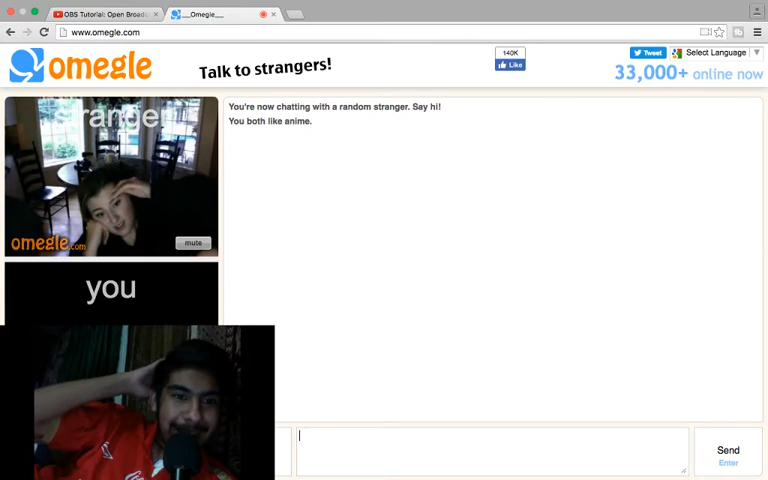 OBS Tutorial: Open Broad
__Omegle__
www.omegle.com
omegle
Talk to strangers!
140K
Like
Tweet
Select Language
33,000+ online now
You're now chatting with a random stranger. Say hi!
You both like anime.
stranger
omegle.com
mute
you
Send
Enter